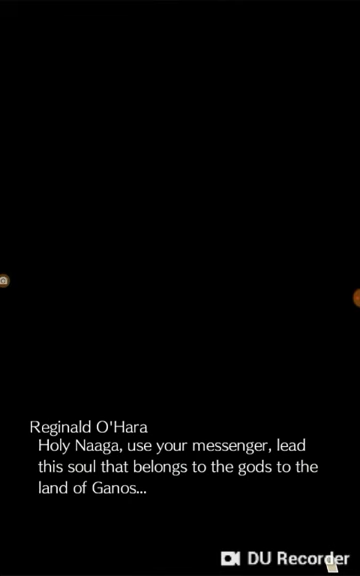 Reginald O'Hara
Holy Naaga, use your messenger, lead
this soul that belongs to the gods to the
land of Ganos...
DU Recorder